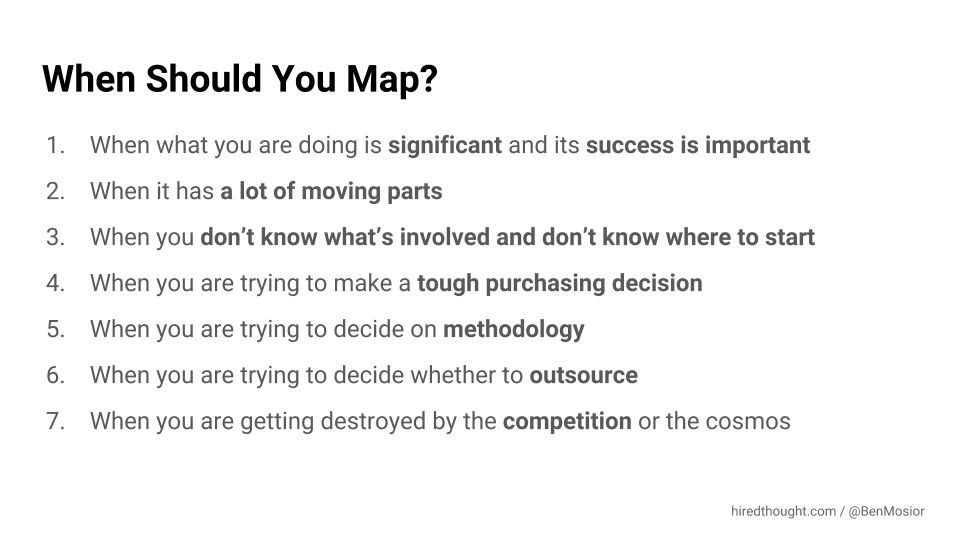 When Should You Map?
1. When what you are doing is significant and its success is important
2. When it has a lot of moving parts
3. When you don’t know what’s involved and don’t know where to start
4. When you are trying to make a tough purchasing decision
5. When you are trying to decide on methodology
6. When you are trying to decide whether to outsource
7. When you are getting destroyed by the competition or the cosmos
hiredthought.com / @BenMosior